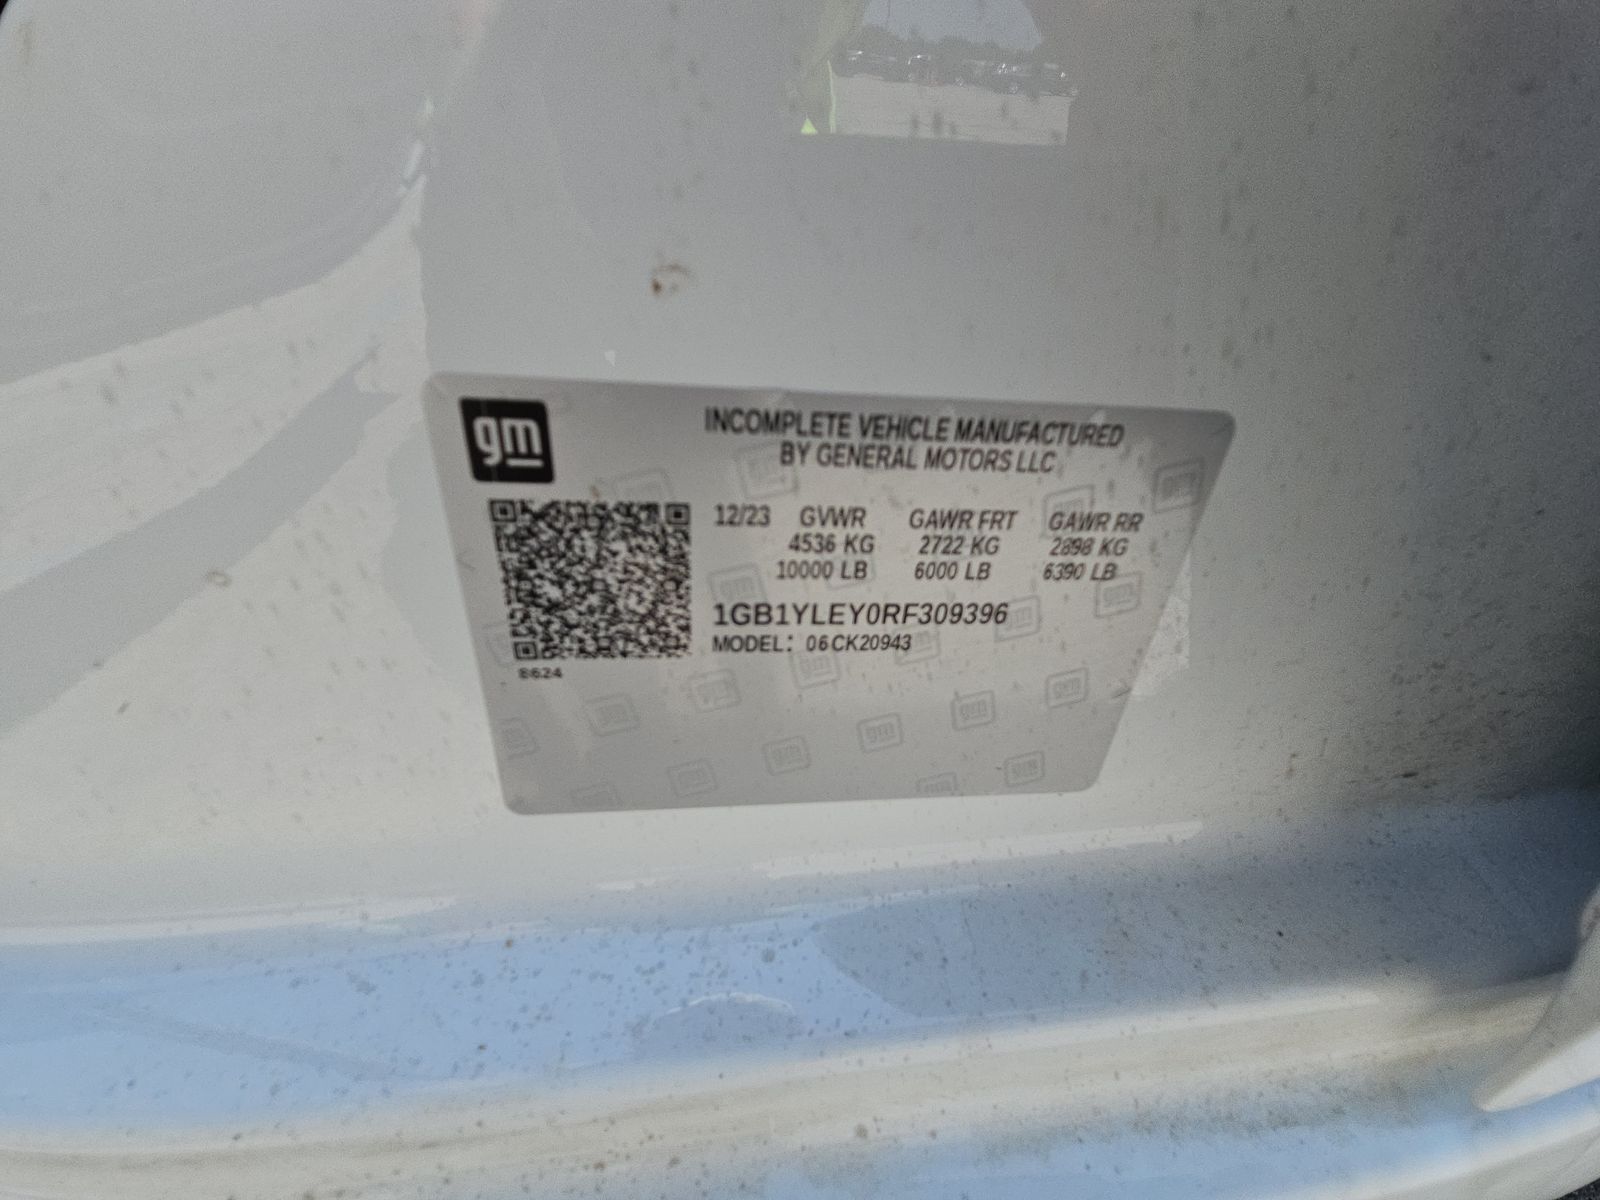 gm
INCOMPLETE VEHICLE MANUFACTURED
BY GENERAL MOTORS LLC
12/23 GVWR GAWR FRT GAWR RR
4536 KG 2722 KG 2898 KG
10000 LB 6000 LB 6390 LB
1GB1YLEY0RF309396
MODEL: 06CK20943
8624